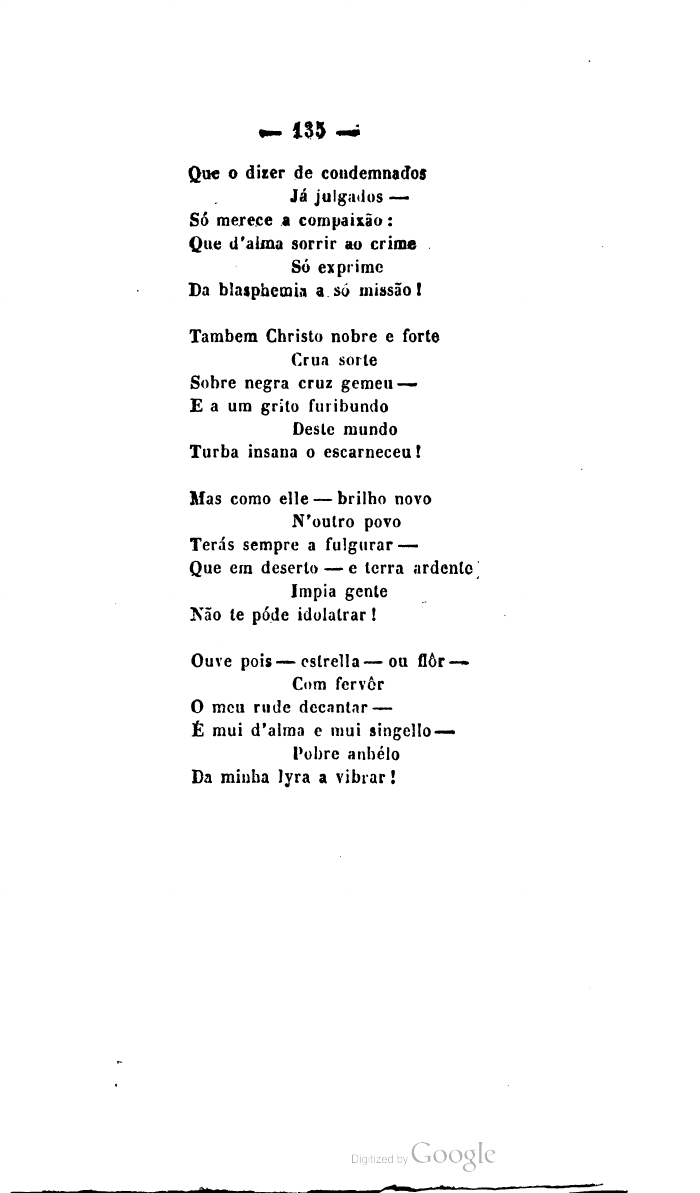 — 135 —
Que o dizer de condemnados
Já julgados —
Só merece a compaixão :
Que d'alma sorrir ao crime
Só exprime
Da blasphemia a só missão !
Tambem Christo nobre e forte
Crua sorte
Sobre negra cruz gemeu —
E a um grito furibundo
Deste mundo
Turba insana o escarneceu !
Mas como elle — brilho novo
N'outro povo
Terás sempre a fulgurar —
Que em deserto — e terra ardente
Impia gente
Não te póde idolatrar !
Ouve pois — estrella — ou flôr —
Com fervêr
O meu rude decantar —
É mui d'alma e mui singello —
Pobre anhélo
Da minha lyra a vibrar !
Digitized by Google